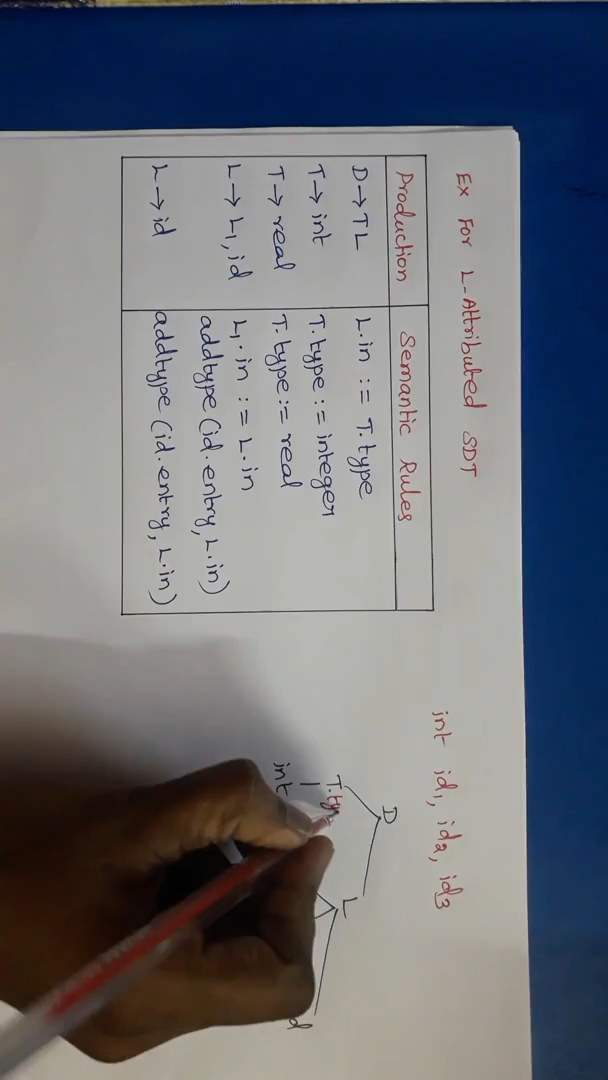 Ex For L-Attributed SDT
Production Semantic Rules
D→TL L.in := T.type
T→int T.type := integer
T→real T.type := real
L→L₁, id L₁.in := L.in
addtype (id.entry, L.in)
L→id addtype (id.entry, L.in)
int id₁, id₂, id₃
D
T.typ L
int